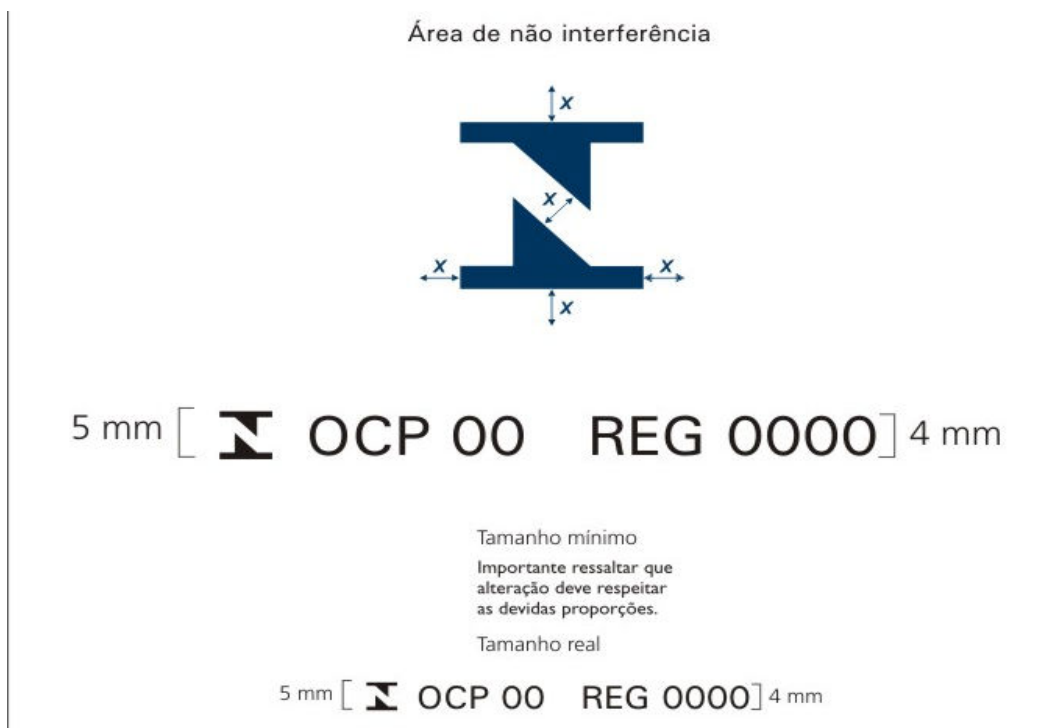 Área de não interferência
x
x
x
x
x
5 mm OCP 00 REG 0000 4 mm
Tamanho mínimo
Importante ressaltar que
alteração deve respeitar
as devidas proporções.
Tamanho real
5 mm OCP 00 REG 0000 4 mm